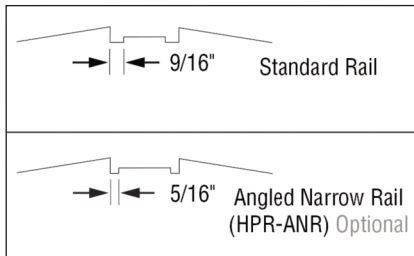 9/16"
Standard Rail
5/16"
Angled Narrow Rail
(HPR-ANR) Optional